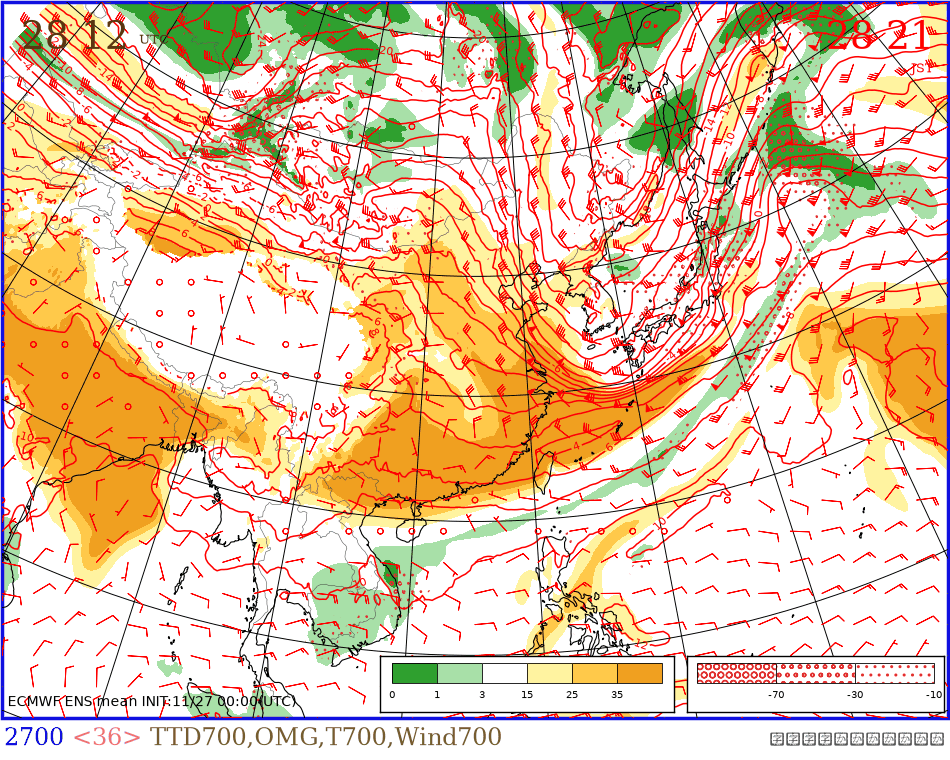 28 12 UTC 28 21
JST
0 1 3 15 25 35 -70 -30 -10
ECMWF ENS mean INIT:11/27 00:00(UTC)
2700 <36> TTD700,OMG,T700,Wind700